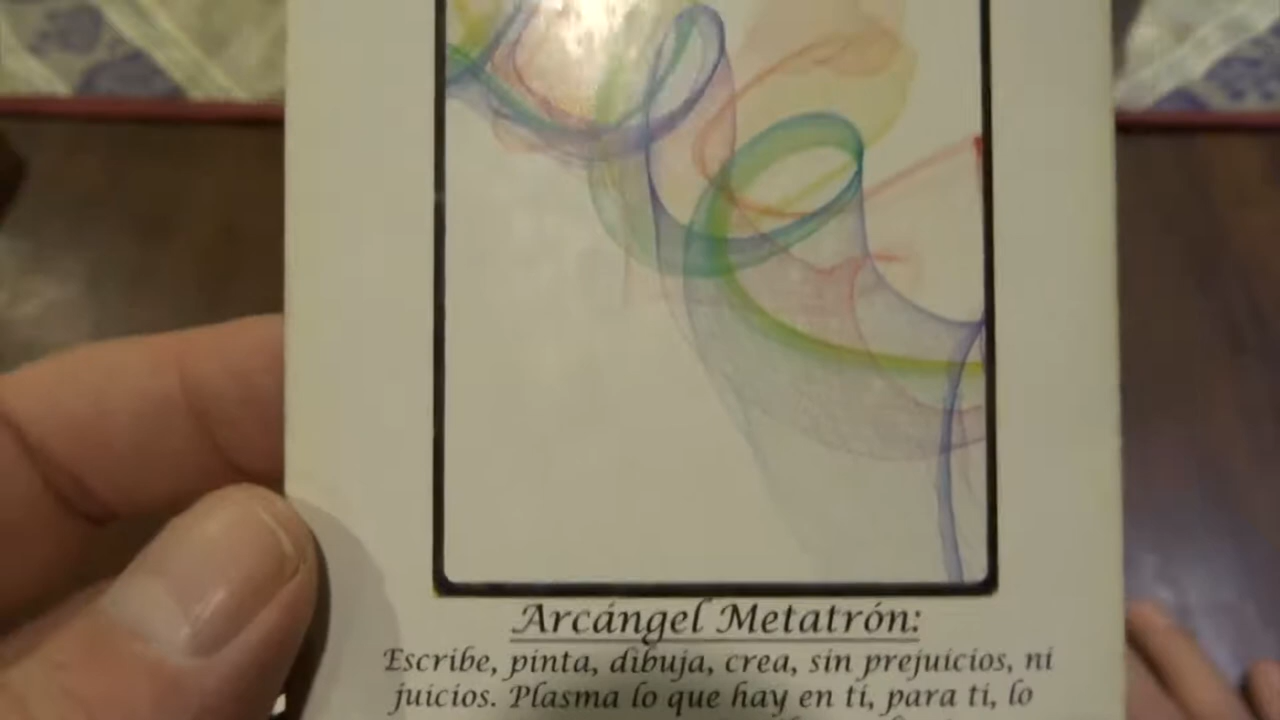 Arcángel Metatrón:
Escribe, pinta, dibuja, crea, sin prejuicios, ni
juicios. Plasma lo que hay en ti, para ti, lo